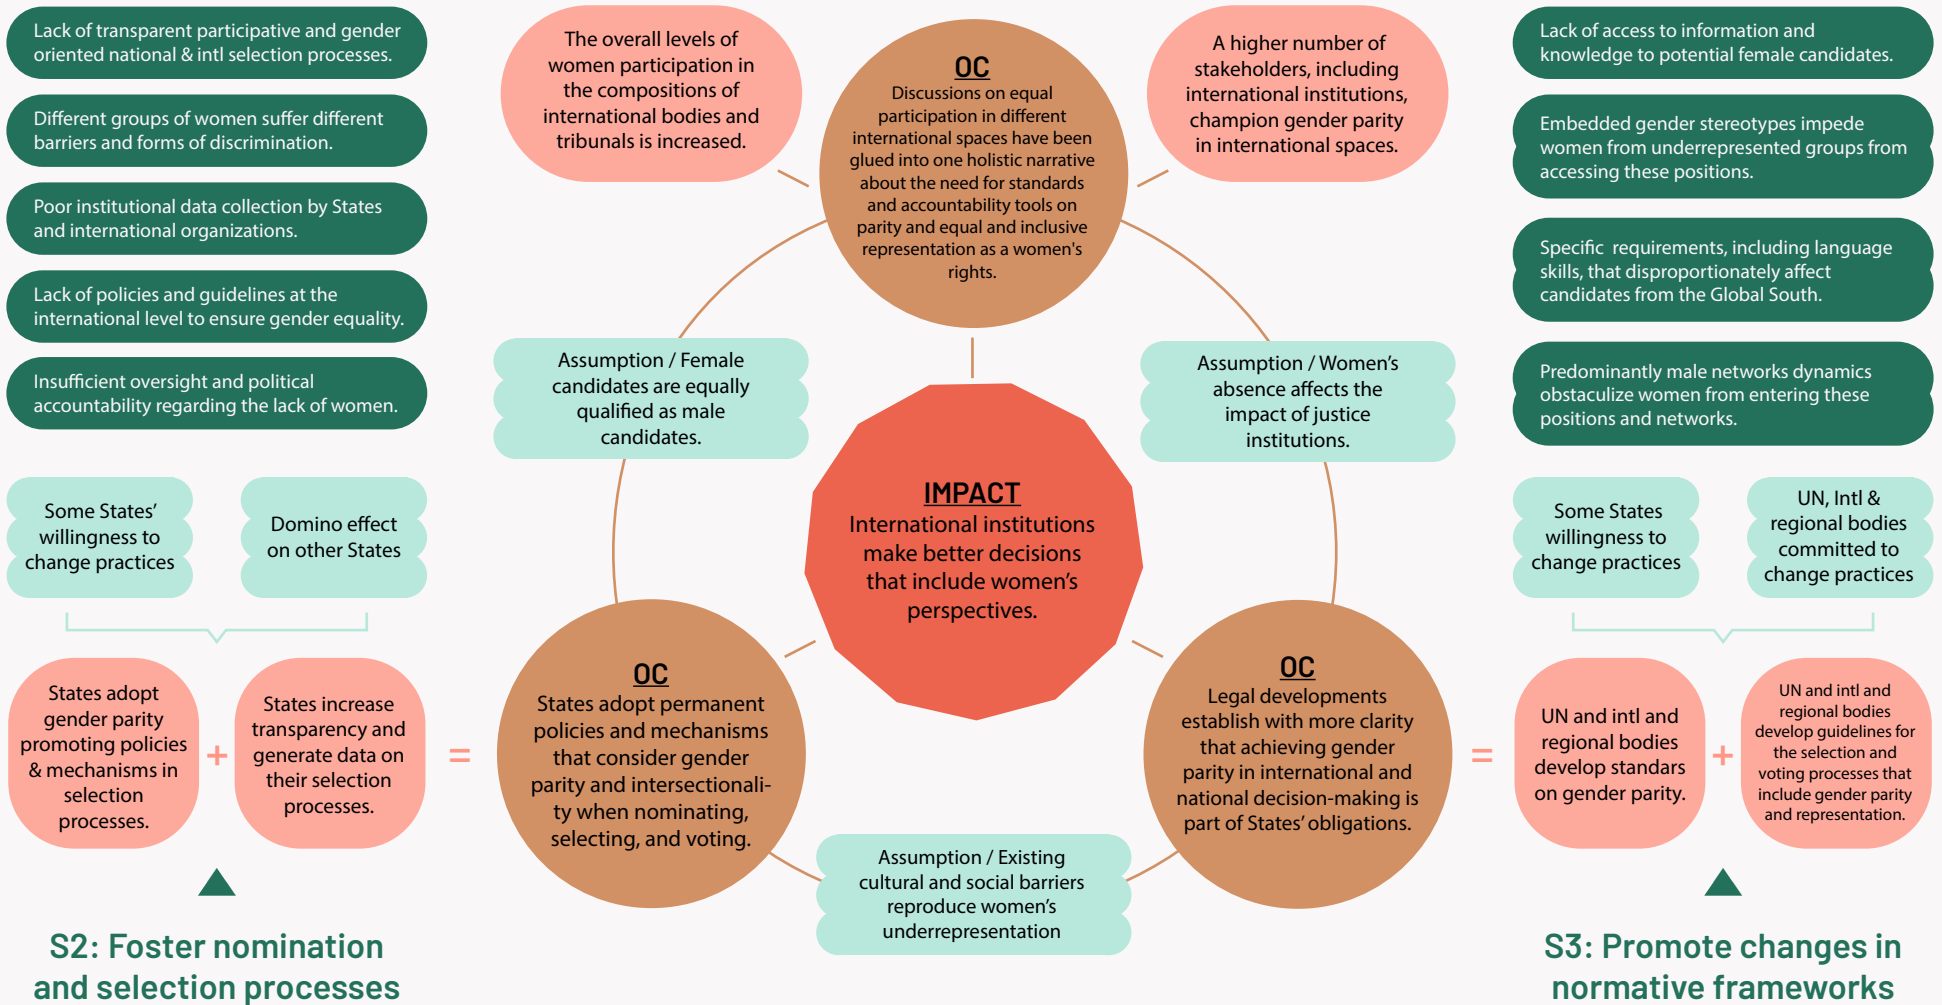 Lack of transparent participative and gender
oriented national & intl selection processes.
Different groups of women suffer different
barriers and forms of discrimination.
Poor institutional data collection by States
and international organizations.
Lack of policies and guidelines at the
international level to ensure gender equality.
Insufficient oversight and political
accountability regarding the lack of women.
Some States’
willingness to
change practices
Domino effect
on other States
States adopt
gender parity
promoting policies
& mechanisms in
selection
processes.
+
States increase
transparency and
generate data on
their selection
processes.
=
S2: Foster nomination
and selection processes
The overall levels of
women participation in
the compositions of
international bodies and
tribunals is increased.
OC
Discussions on equal
participation in different
international spaces have been
glued into one holistic narrative
about the need for standards
and accountability tools on
parity and equal and inclusive
representation as a women's
rights.
A higher number of
stakeholders, including
international institutions,
champion gender parity
in international spaces.
Assumption / Female
candidates are equally
qualified as male
candidates.
Assumption / Women’s
absence affects the
impact of justice
institutions.
IMPACT
International institutions
make better decisions
that include women’s
perspectives.
OC
States adopt permanent
policies and mechanisms
that consider gender
parity and intersectionali-
ty when nominating,
selecting, and voting.
OC
Legal developments
establish with more clarity
that achieving gender
parity in international and
national decision-making is
part of States’ obligations.
Assumption / Existing
cultural and social barriers
reproduce women’s
underrepresentation
Lack of access to information and
knowledge to potential female candidates.
Embedded gender stereotypes impede
women from underrepresented groups from
accessing these positions.
Specific requirements, including language
skills, that disproportionately affect
candidates from the Global South.
Predominantly male networks dynamics
obstaculize women from entering these
positions and networks.
Some States
willingness to
change practices
UN, Intl &
regional bodies
committed to
change practices
=
UN and intl and
regional bodies
develop standars
on gender parity.
+
UN and intl and
regional bodies
develop guidelines for
the selection and
voting processes that
include gender parity
and representation.
S3: Promote changes in
normative frameworks